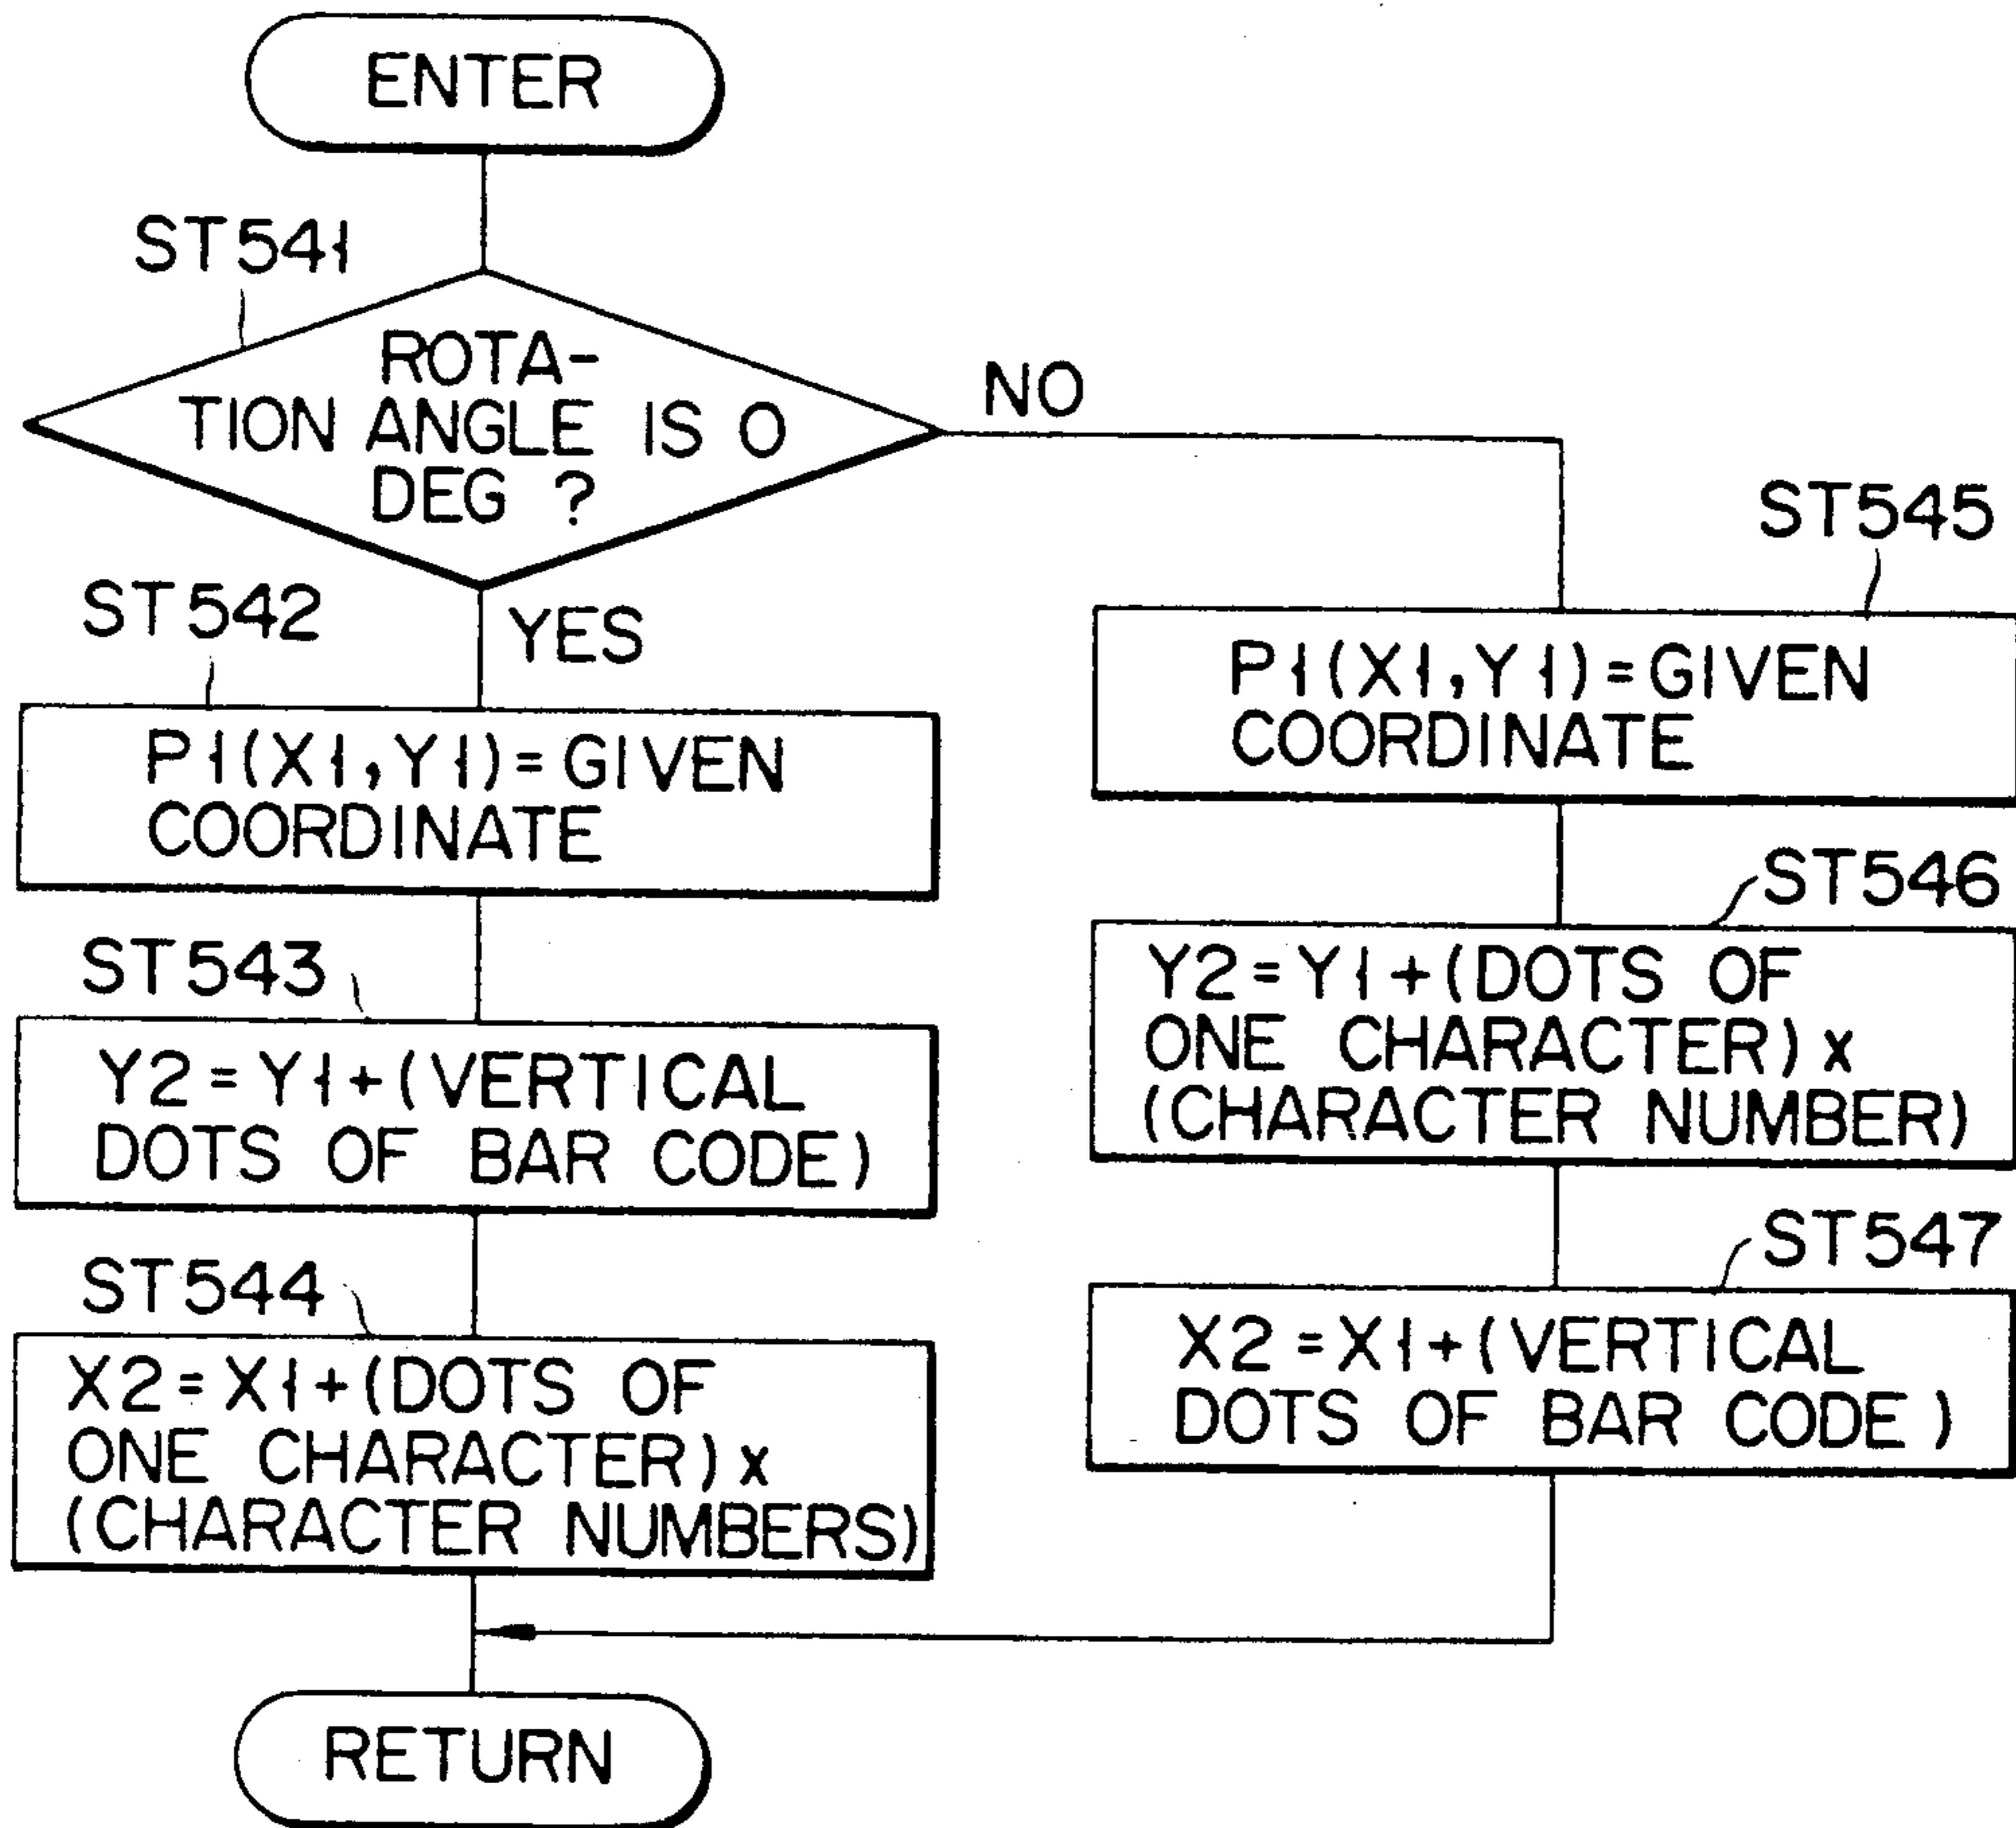 ENTER
ST541
ROTA-
TION ANGLE IS 0
DEG ?
NO
YES
ST542
P1(X1,Y1)=GIVEN
COORDINATE
ST543
Y2=Y1+(VERTICAL
DOTS OF BAR CODE)
ST544
X2=X1+(DOTS OF
ONE CHARACTER)x
(CHARACTER NUMBERS)
ST545
P1(X1,Y1)=GIVEN
COORDINATE
ST546
Y2=Y1+(DOTS OF
ONE CHARACTER)x
(CHARACTER NUMBER)
ST547
X2=X1+(VERTICAL
DOTS OF BAR CODE)
RETURN